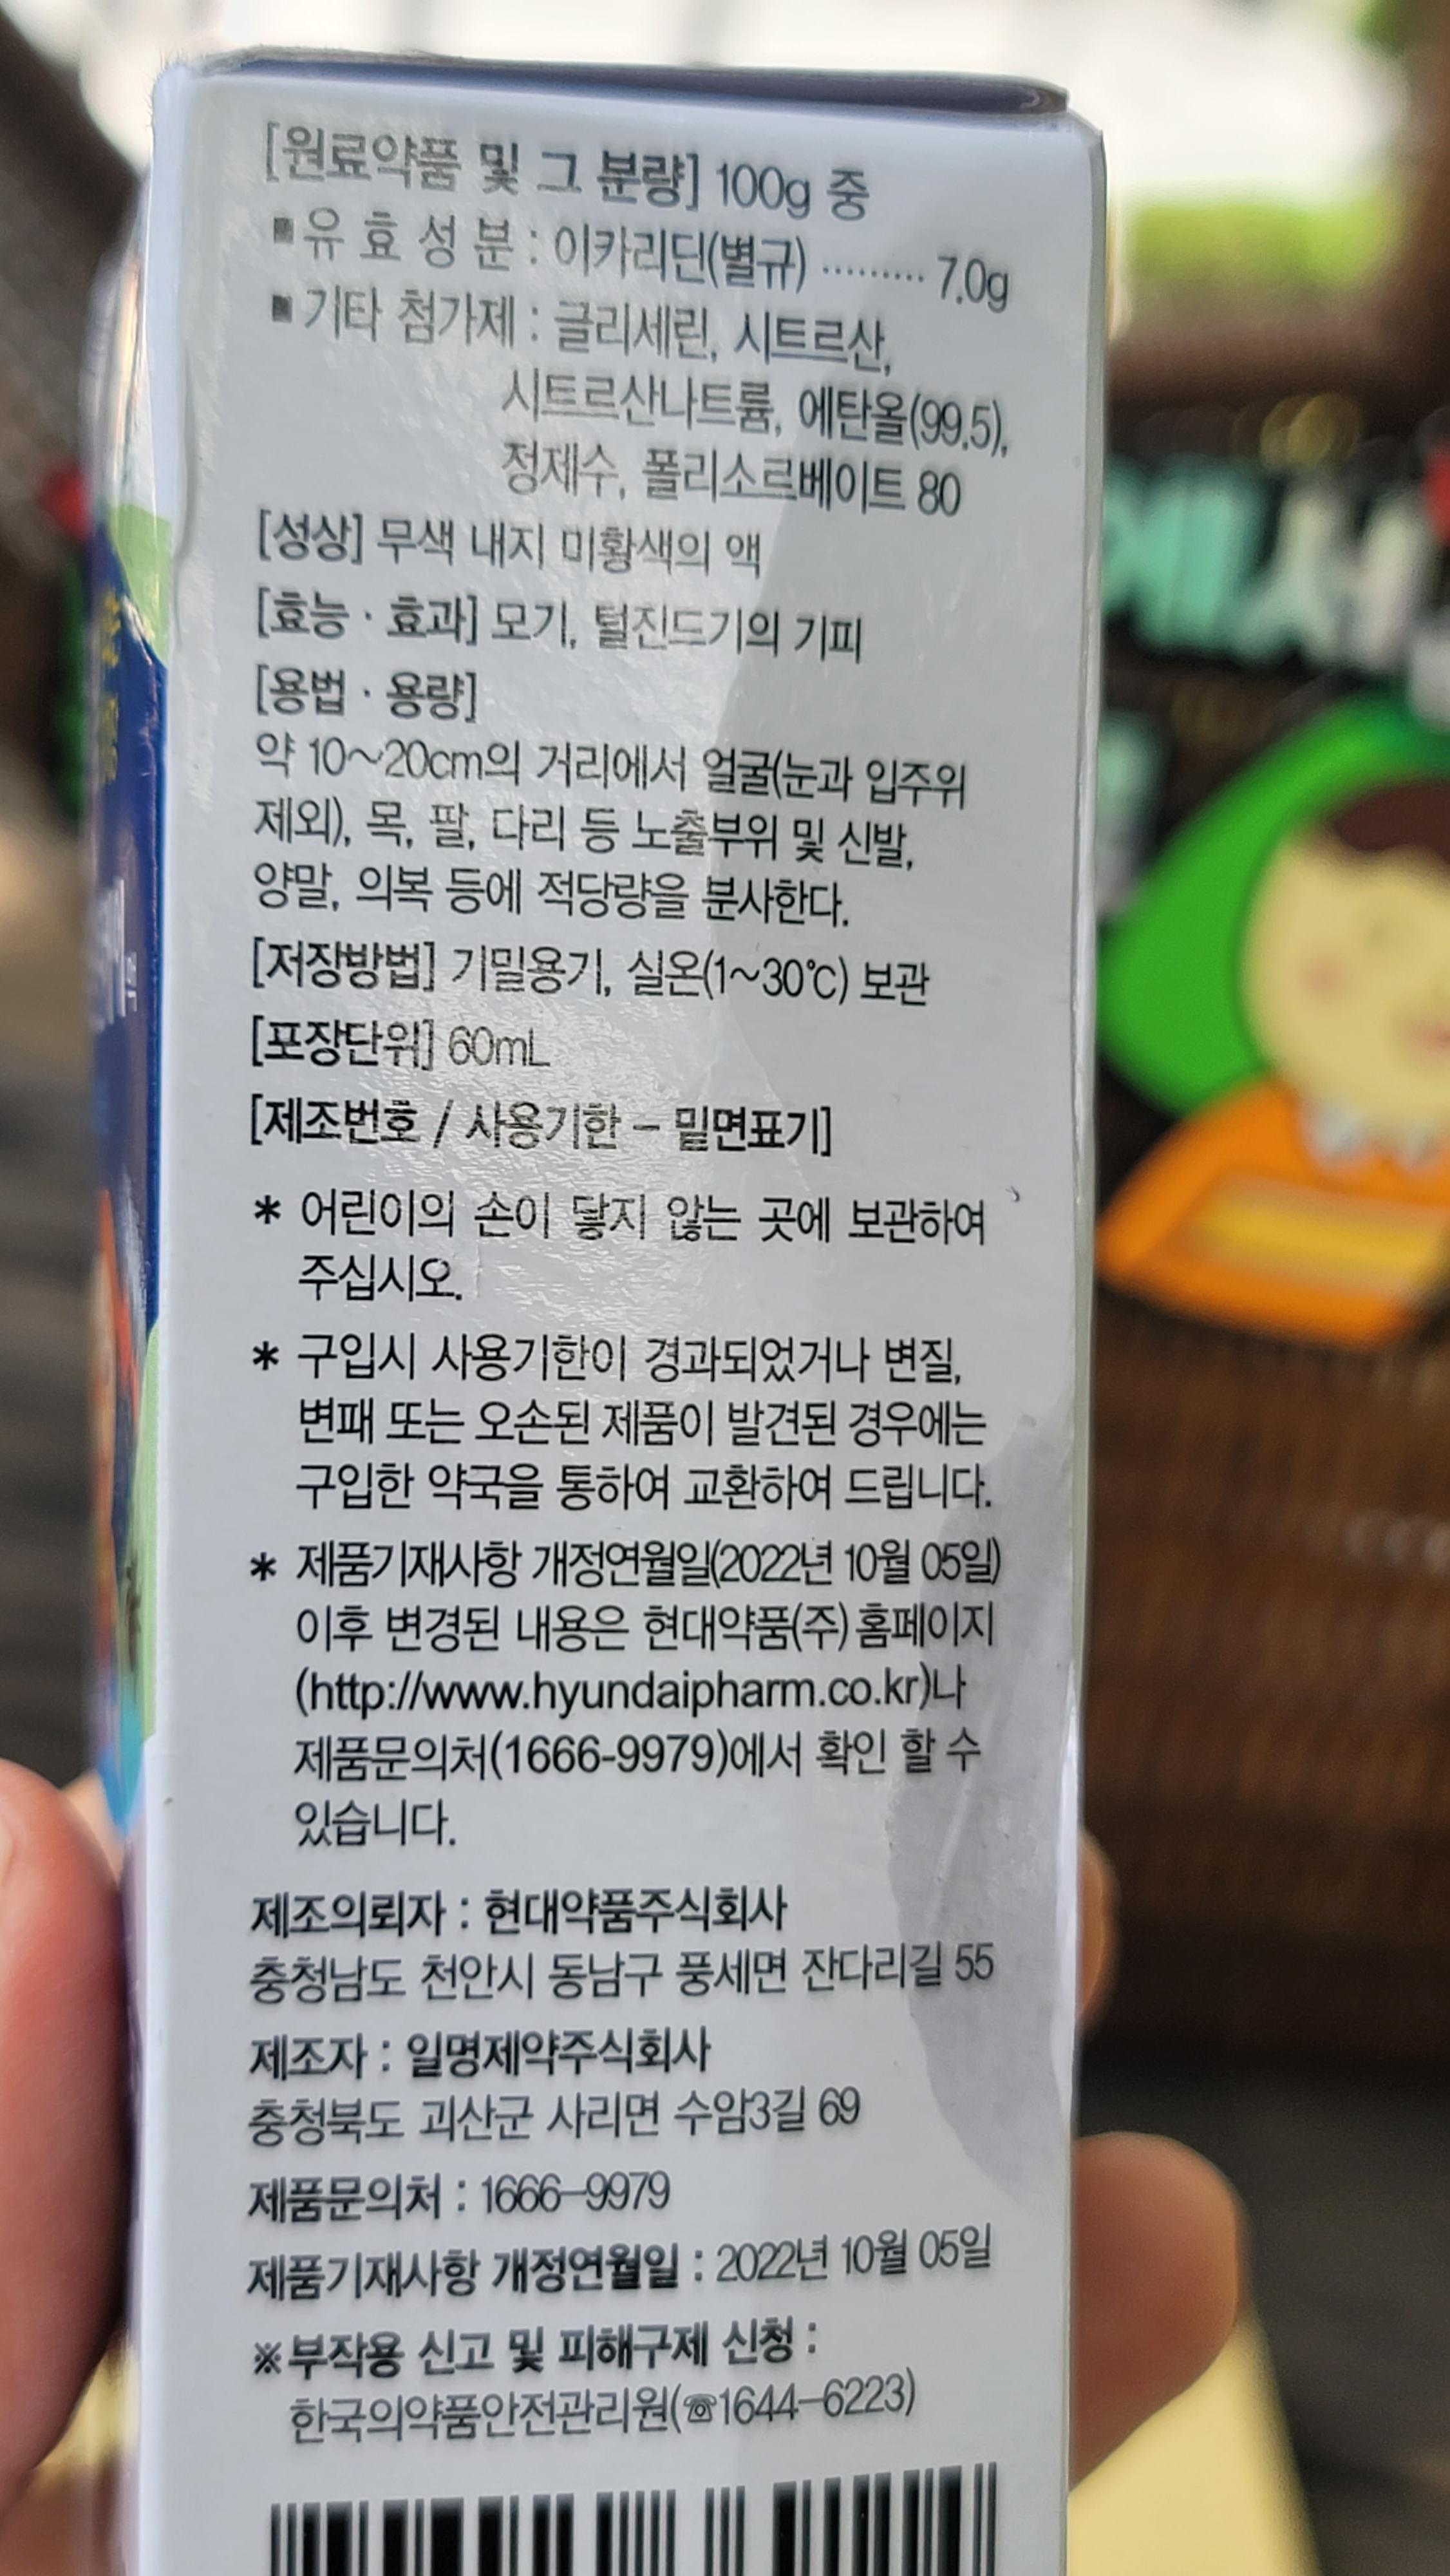 [원료약품 및 그 분량] 100g 중
▪유 효 성 분 : 이카리딘(별규) ········· 7.0g
▪기타 첨가제 : 글리세린, 시트르산,
시트르산나트륨, 에탄올(99.5),
정제수, 폴리소르베이트 80
[성상] 무색 내지 미황색의 액
[효능 · 효과] 모기, 털진드기의 기피
[용법 · 용량]
약 10~20cm의 거리에서 얼굴(눈과 입주위
제외), 목, 팔, 다리 등 노출부위 및 신발,
양말, 의복 등에 적당량을 분사한다.
[저장방법] 기밀용기, 실온(1~30℃) 보관
[포장단위] 60mL
[제조번호 / 사용기한 – 밑면표기]
* 어린이의 손이 닿지 않는 곳에 보관하여
주십시오.
* 구입시 사용기한이 경과되었거나 변질,
변패 또는 오손된 제품이 발견된 경우에는
구입한 약국을 통하여 교환하여 드립니다.
* 제품기재사항 개정연월일(2022년 10월 05일)
이후 변경된 내용은 현대약품(주) 홈페이지
(http://www.hyundaipharm.co.kr)나
제품문의처(1666-9979)에서 확인 할 수
있습니다.
제조의뢰자 : 현대약품주식회사
충청남도 천안시 동남구 풍세면 잔다리길 55
제조자 : 일명제약주식회사
충청북도 괴산군 사리면 수암3길 69
제품문의처 : 1666–9979
제품기재사항 개정연월일 : 2022년 10월 05일
※부작용 신고 및 피해구제 신청 :
한국의약품안전관리원(☏1644–6223)